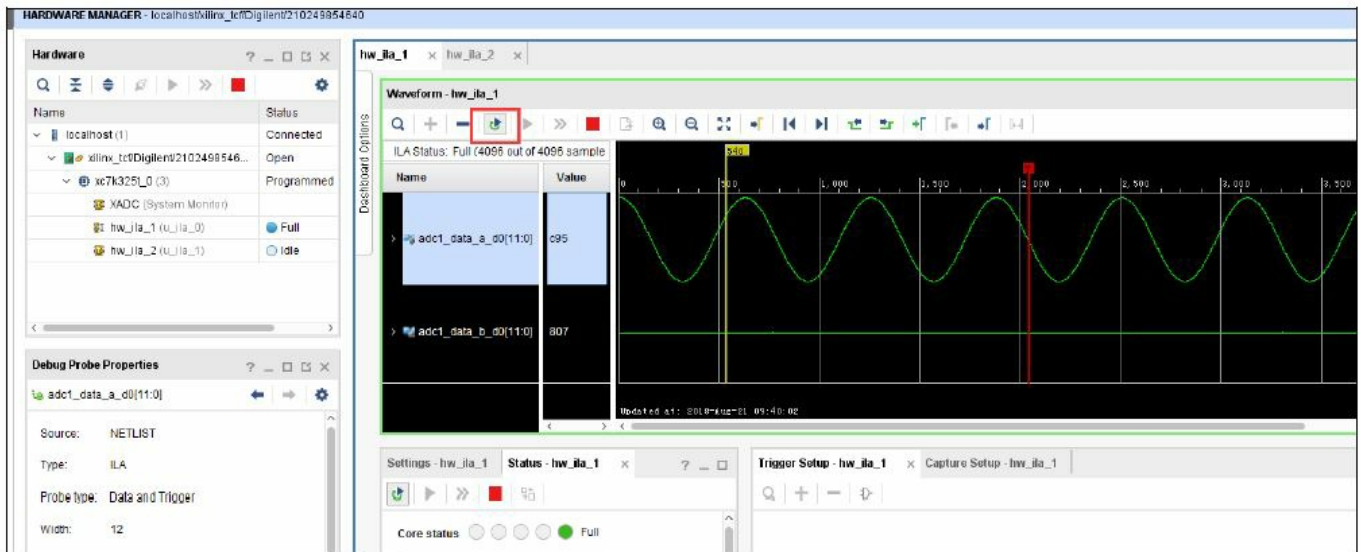 HARDWARE MANAGER - localhost/xilinx_tcf/Digilent/210249854640
Hardware
Name Status
localhost (1) Connected
xilinx_tcf/Digilent/2102498546... Open
xc7k325t_0 (3) Programmed
XADC (System Monitor)
hw_ila_1 (u_ila_0) Full
hw_ila_2 (u_ila_1) Idle
Debug Probe Properties
adc1_data_a_d0[11:0]
Source: NETLIST
Type: ILA
Probe type: Data and Trigger
Width: 12
hw_ila_1 hw_ila_2
Dashboard Options
Waveform - hw_ila_1
ILA Status: Full (4096 out of 4096 sample
Name Value
adc1_data_a_d0[11:0] c95
adc1_data_b_d0[11:0] 807
0 500 1,000 1,500 2,000 2,500 3,000 3,500
Updated at: 2018-Aug-21 09:40:02
Settings - hw_ila_1 Status - hw_ila_1
Core status Full
Trigger Setup - hw_ila_1 Capture Setup - hw_ila_1